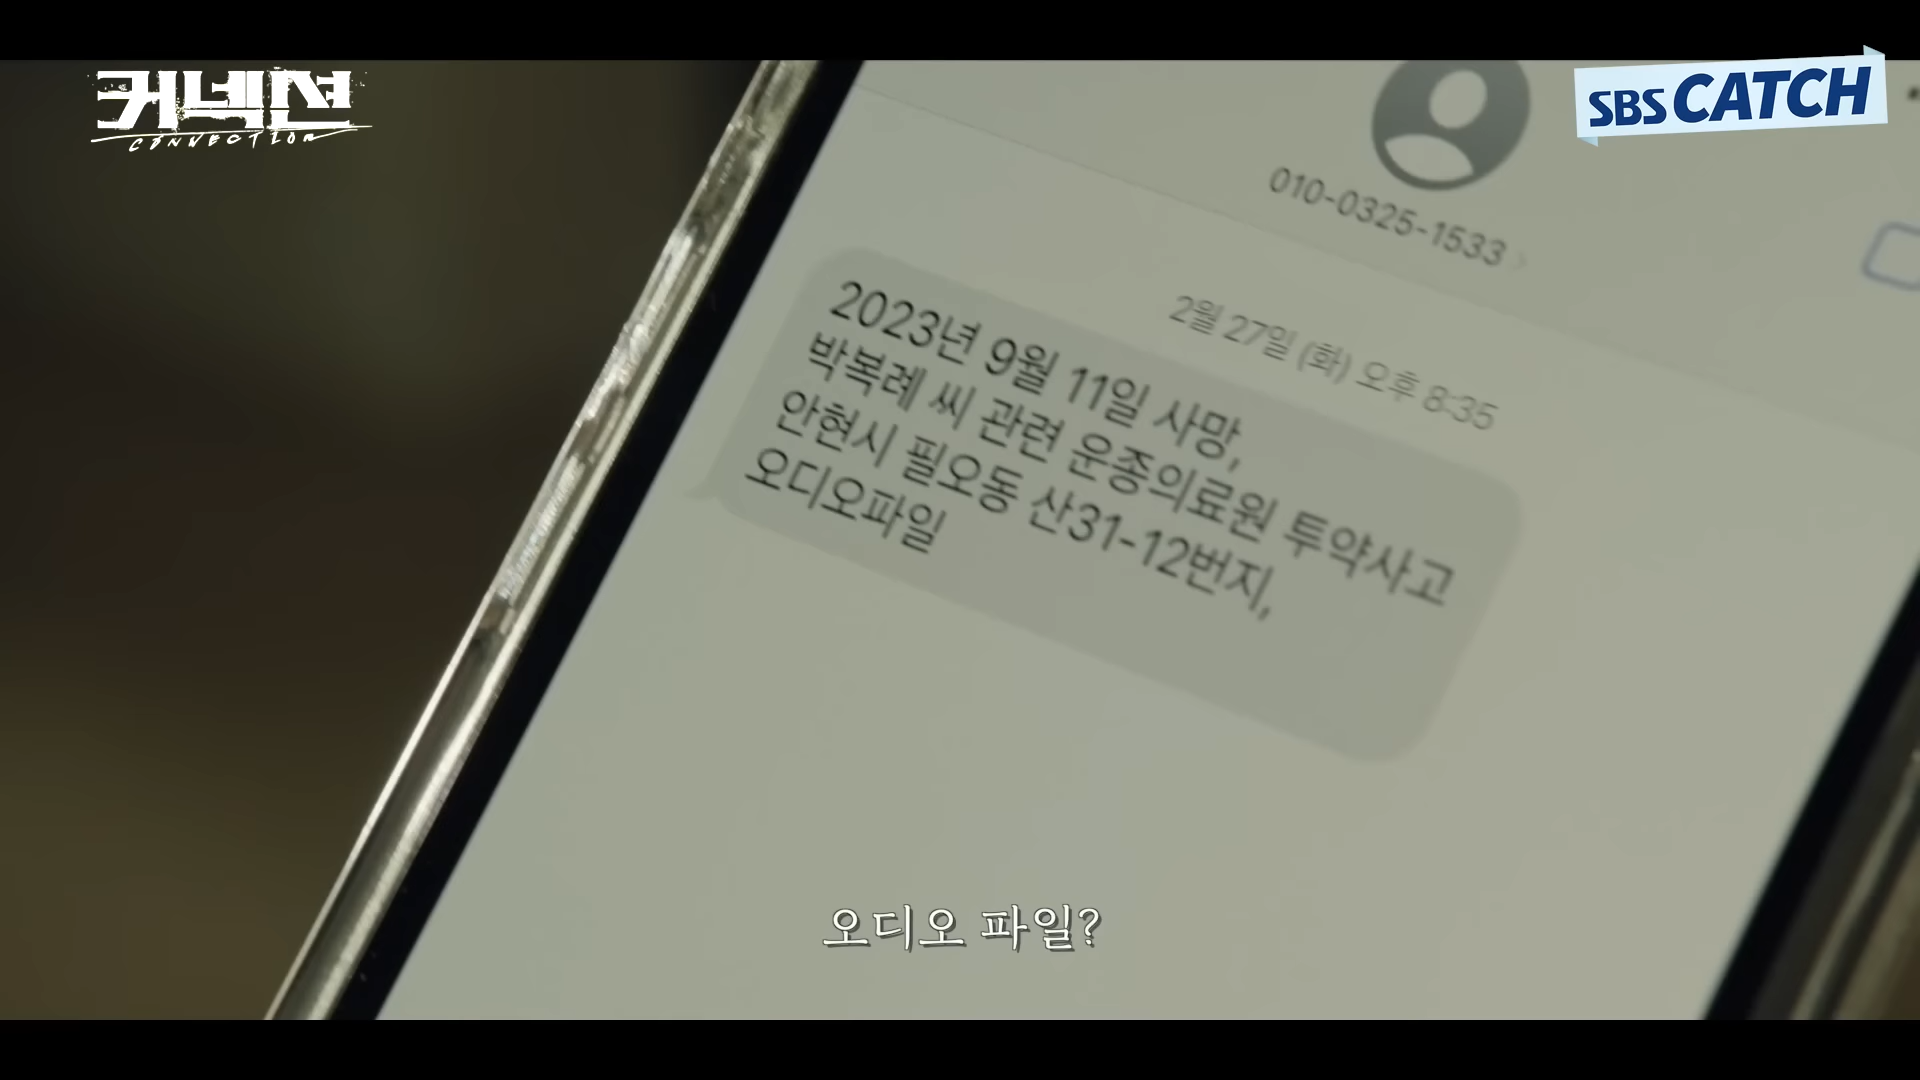 커넥션
CONNECTION
SBS CATCH
010-0325-1533
2월 27일 (화) 오후 8:35
2023년 9월 11일 사망,
박복례 씨 관련 운종의료원 투약사고
안현시 필오동 산31-12번지,
오디오파일
오디오 파일?